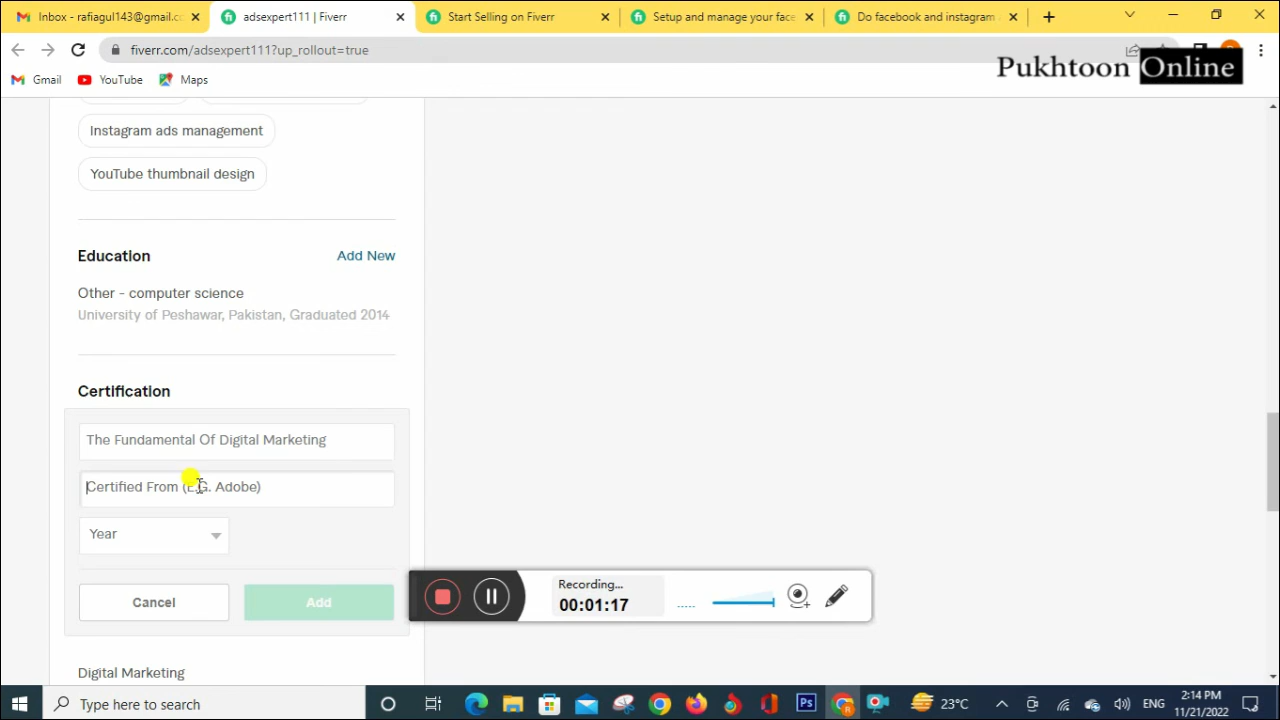 Inbox - rafiagul143@gmail.c
adsexpert111 | Fiverr
Start Selling on Fiverr
Setup and manage your face
Do facebook and instagram
fiverr.com/adsexpert111?up_rollout=true
Gmail
YouTube
Maps
Pukhtoon Online
Instagram ads management
YouTube thumbnail design
Education
Add New
Other - computer science
University of Peshawar, Pakistan, Graduated 2014
Certification
The Fundamental Of Digital Marketing
Certified From (E.G. Adobe)
Year
Cancel
Add
Recording...
00:01:17
Digital Marketing
Type here to search
Ps
23°C
ENG
2:14 PM
11/21/2022